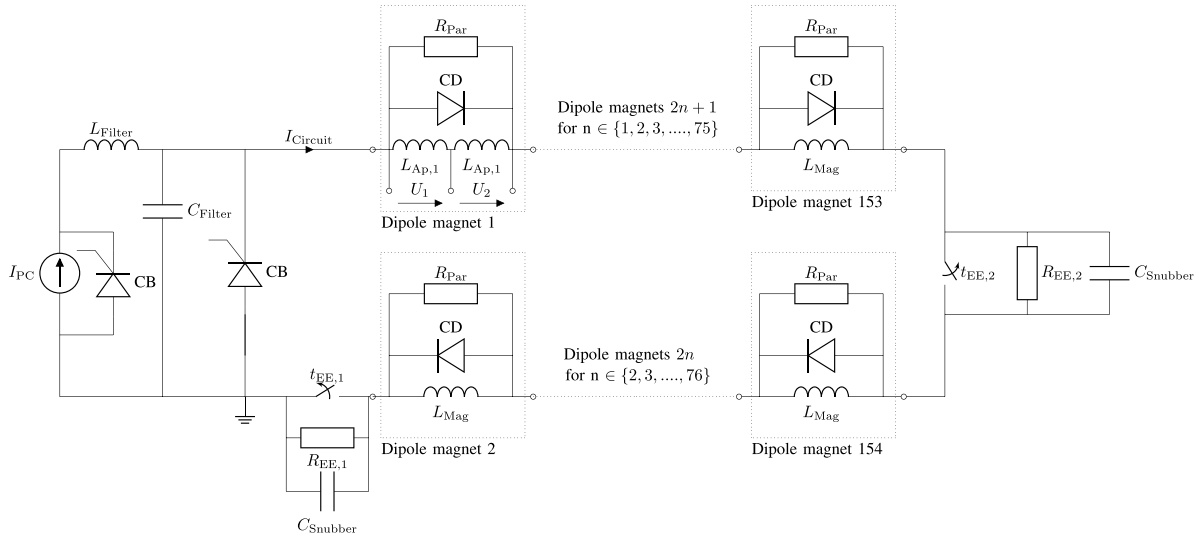 R_Par
CD
L_Ap,1
L_Ap,1
U_1
U_2
Dipole magnet 1
Dipole magnets 2n + 1
for n ∈ {1, 2, 3, ...., 75}
R_Par
CD
L_Mag
Dipole magnet 153
L_Filter
I_Circuit
C_Filter
I_PC
CB
CB
t_EE,1
R_EE,1
C_Snubber
R_Par
CD
L_Mag
Dipole magnet 2
Dipole magnets 2n
for n ∈ {2, 3, ...., 76}
R_Par
CD
L_Mag
Dipole magnet 154
t_EE,2
R_EE,2
C_Snubber